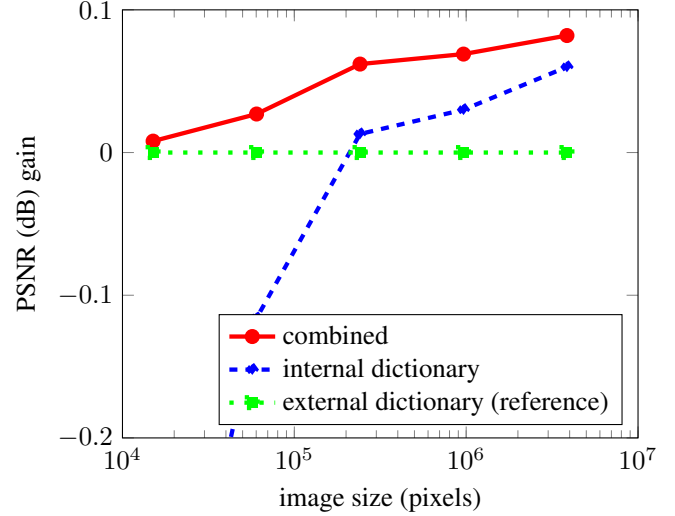 0.1
0
−0.1
−0.2
PSNR (dB) gain
combined
internal dictionary
external dictionary (reference)
10^4
10^5
10^6
10^7
image size (pixels)